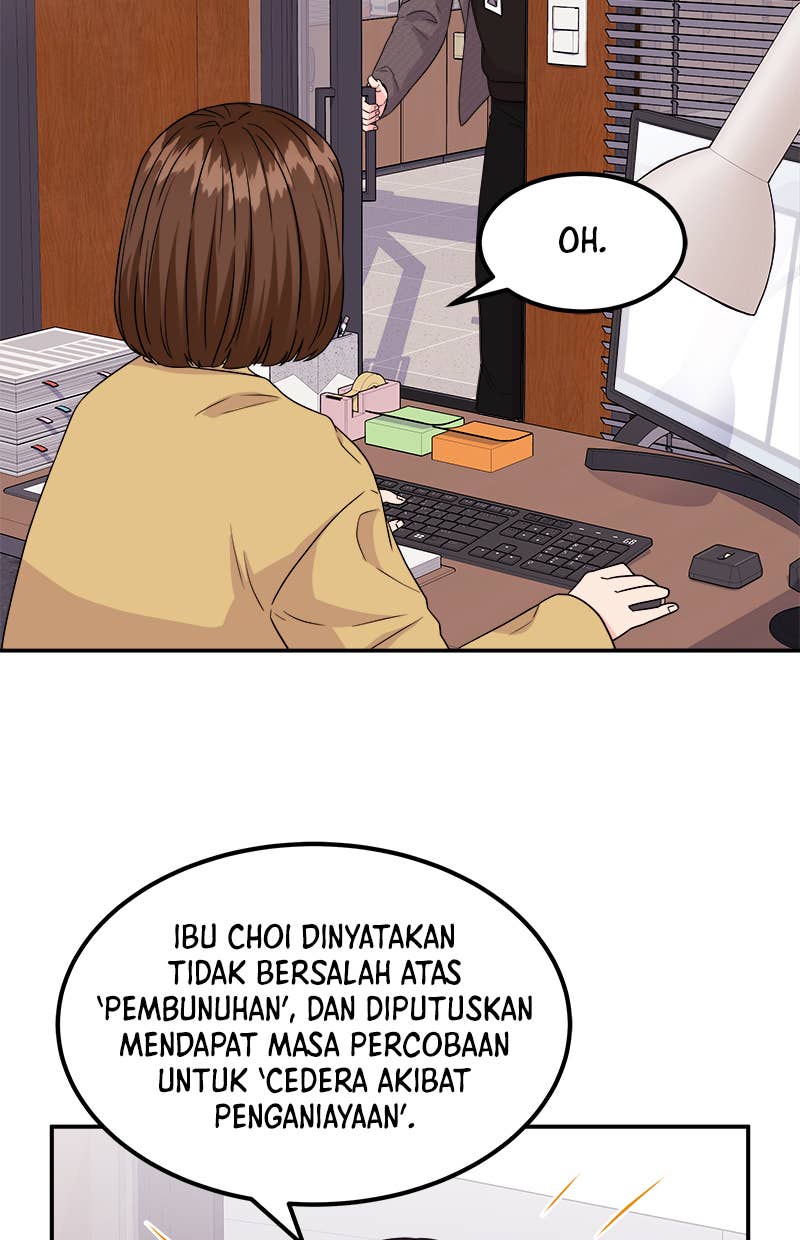 OH.
IBU CHOI DINYATAKAN
TIDAK BERSALAH ATAS
‘PEMBUNUHAN’, DAN DIPUTUSKAN
MENDAPAT MASA PERCOBAAN
UNTUK ‘CEDERA AKIBAT
PENGANIAYAAN’.